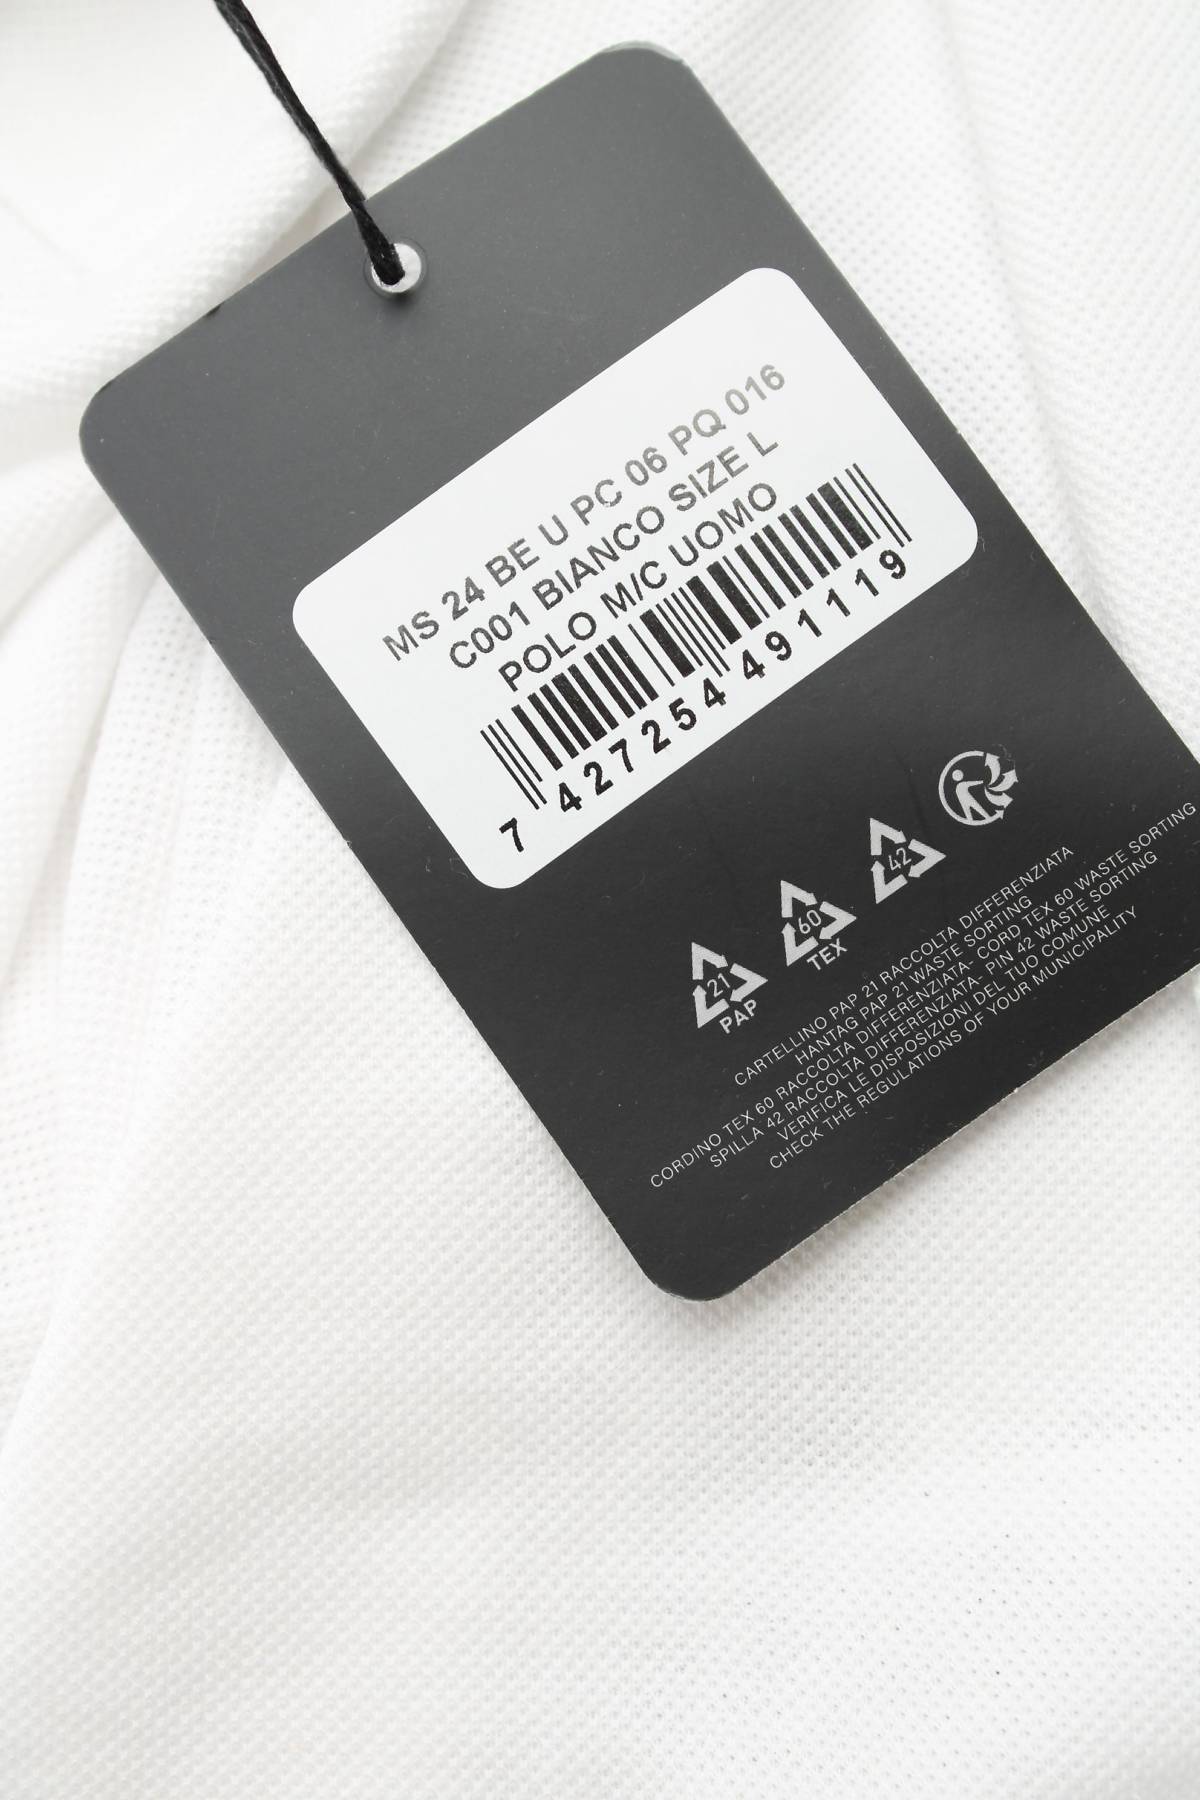 MS 24 BE U PC 06 PQ 016
C001 BIANCO SIZE L
POLO M/C UOMO
7 427254 491119
21
PAP
60
TEX
42
CARTELLINO PAP 21 RACCOLTA DIFFERENZIATA
HANTAG PAP 21 WASTE SORTING
CORDINO TEX 60 RACCOLTA DIFFERENZIATA- CORD TEX 60 WASTE SORTING
SPILLA 42 RACCOLTA DIFFERENZIATA - PIN 42 WASTE SORTING
VERIFICA LE DISPOSIZIONI DEL TUO COMUNE
CHECK THE REGULATIONS OF YOUR MUNICIPALITY